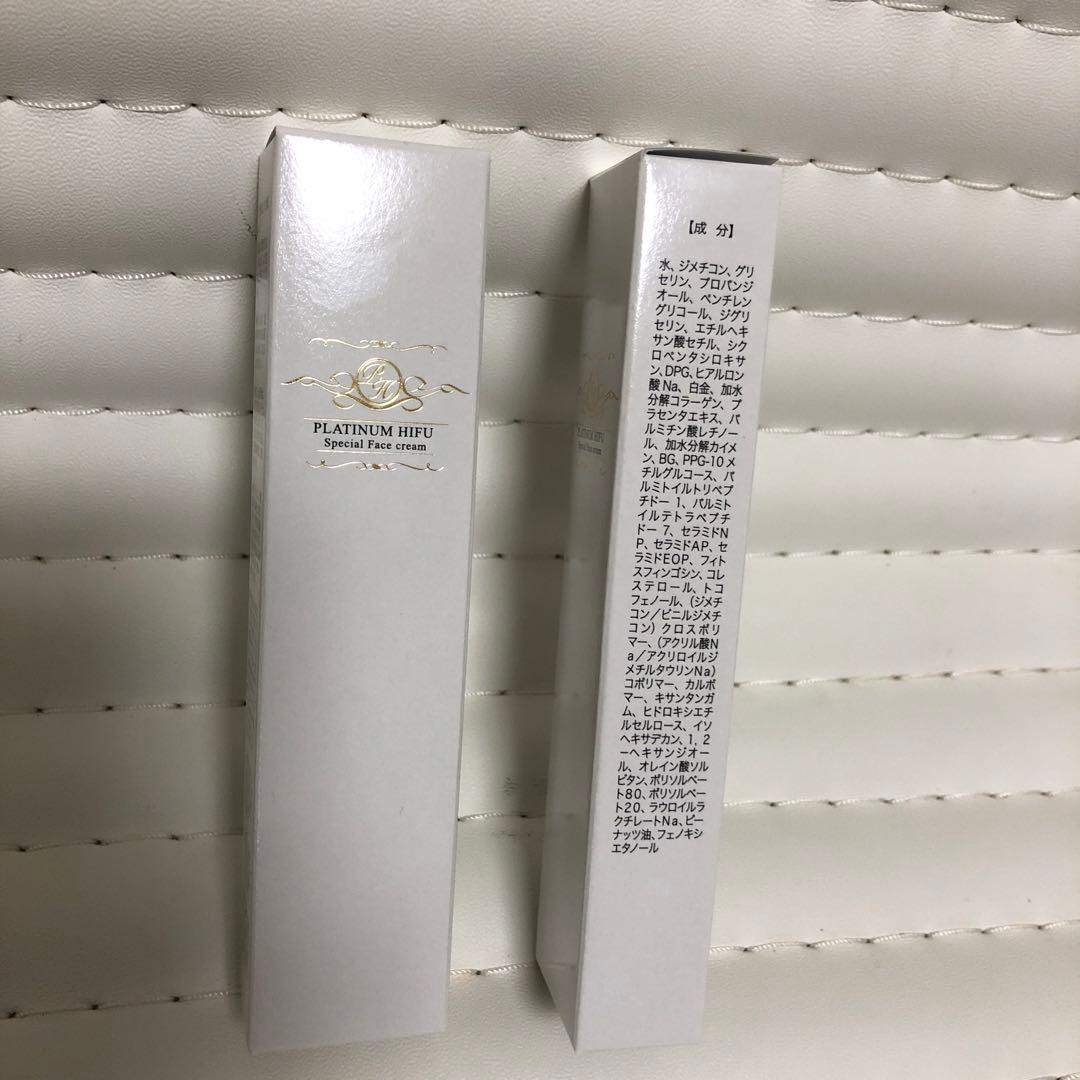 PH
PLATINUM HIFU
Special Face cream
PLATINUM HIFU
Special Face cream
【成 分】
水、ジメチコン、グリ
セリン、プロパンジ
オール、ペンチレン
グリコール、ジグリ
セリン、エチルヘキ
サン酸セチル、シク
ロペンタシロキサ
ン、DPG、ヒアルロン
酸Na、白金、加水
分解コラーゲン、プ
ラセンタエキス、パ
ルミチン酸レチノー
ル、加水分解カイメ
ン、BG、PPG-10メ
チルグルコース、パ
ルミトイルトリペプ
チドー1、パルミト
イルテトラペプチ
ドー7、セラミドN
P、セラミドAP、セ
ラミドEOP、フィト
スフィンゴシン、コレ
ステロール、トコ
フェノール、(ジメチ
コン/ビニルジメチ
コン)クロスポリ
マー、(アクリル酸N
a/アクリロイルジ
メチルタウリンNa)
コポリマー、カルボ
マー、キサンタンガ
ム、ヒドロキシエチ
ルセルロース、イソ
ヘキサデカン、1,2
ーヘキサンジオー
ル、オレイン酸ソル
ビタン、ポリソルベー
ト80、ポリソルベー
ト20、ラウロイルラ
クチレートNa、ピー
ナッツ油、フェノキシ
エタノール